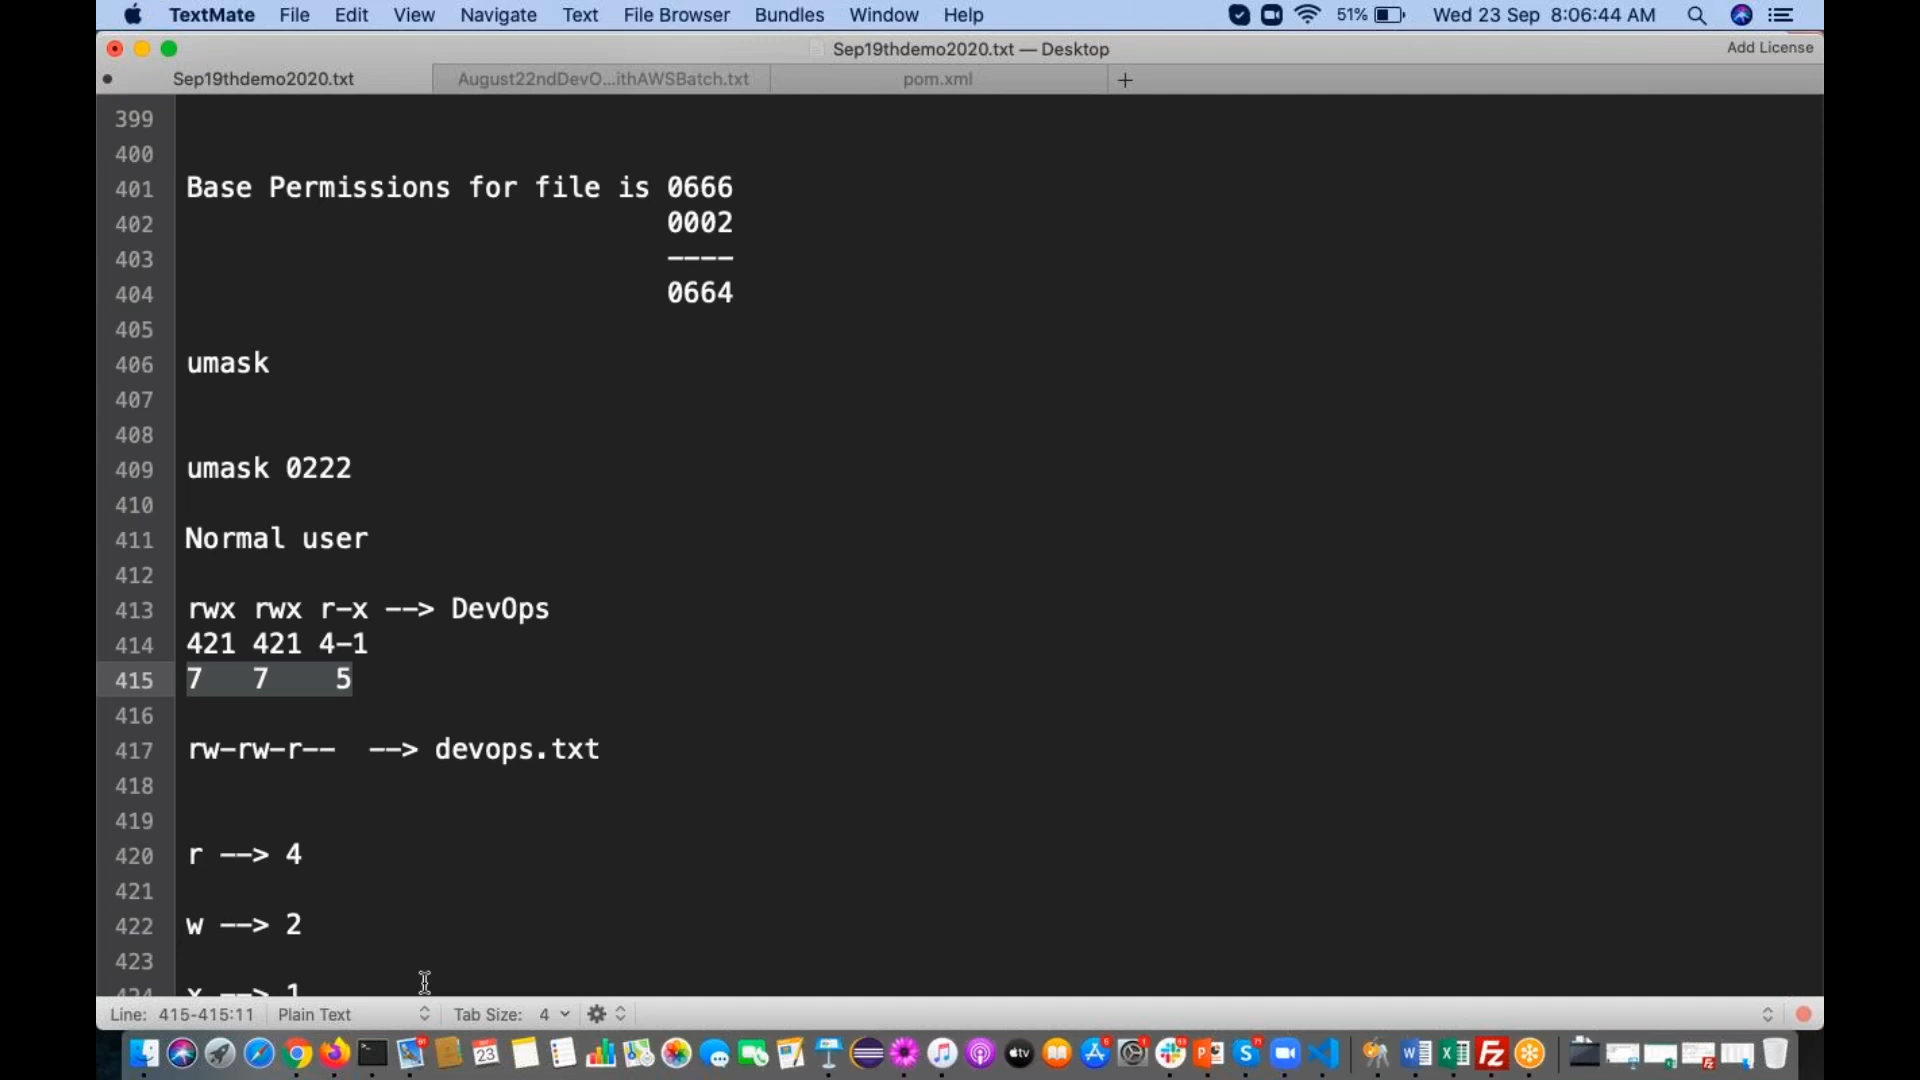 TextMate File Edit View Navigate Text File Browser Bundles Window Help 51% Wed 23 Sep 8:06:44 AM
Sep19thdemo2020.txt — Desktop Add License
Sep19thdemo2020.txt August22ndDevO...ithAWSBatch.txt pom.xml +
399
400
401 Base Permissions for file is 0666
402 0002
403 ----
404 0664
405
406 umask
407
408
409 umask 0222
410
411 Normal user
412
413 rwx rwx r-x --> DevOps
414 421 421 4-1
415 7 7 5
416
417 rw-rw-r-- --> devops.txt
418
419
420 r --> 4
421
422 w --> 2
423
424 x --> 1
Line: 415-415:11 Plain Text Tab Size: 4
23 tv